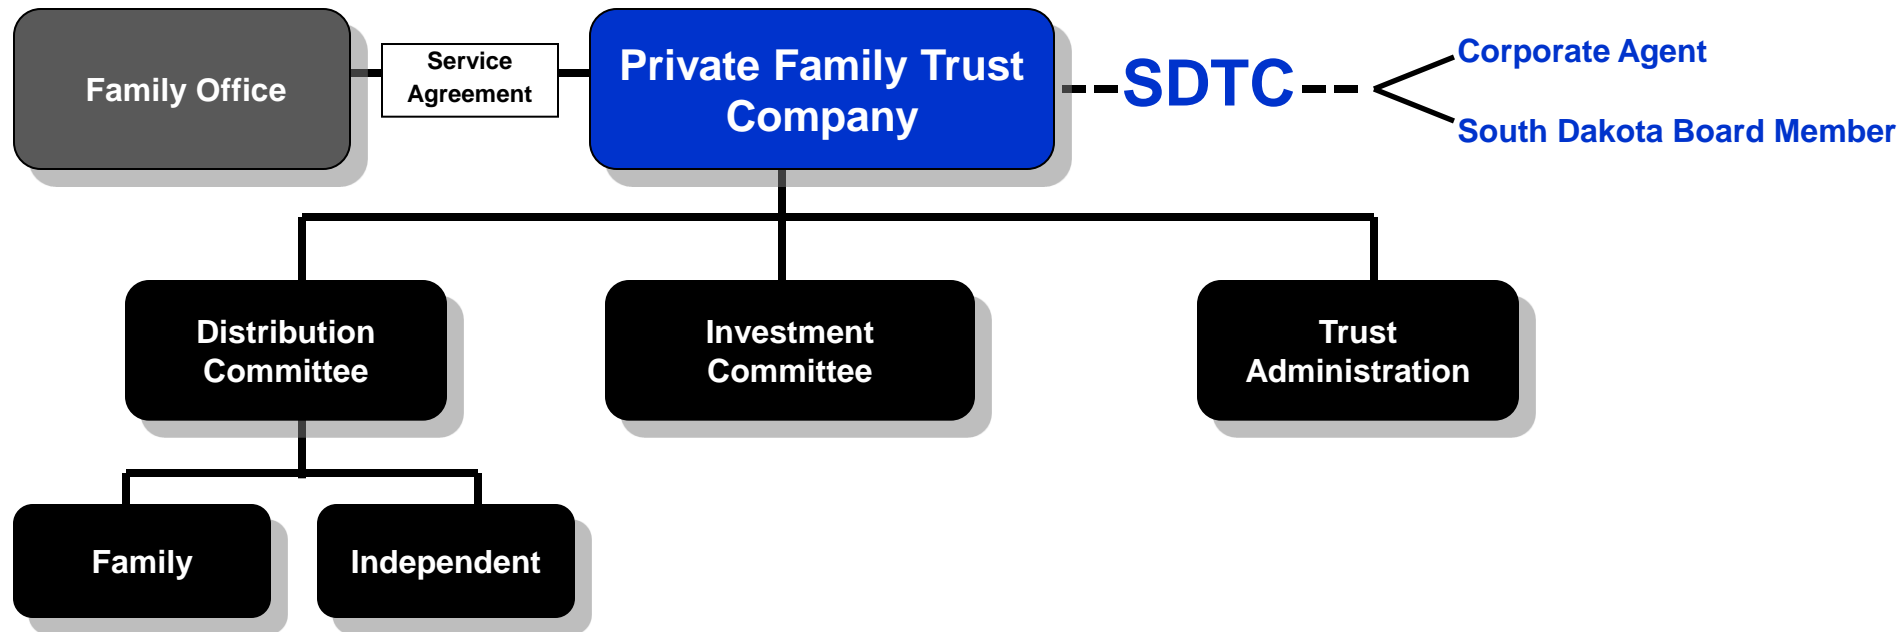 Family Office
Service
Agreement
Private Family Trust
Company
SDTC
Corporate Agent
South Dakota Board Member
Distribution
Committee
Investment
Committee
Trust
Administration
Family
Independent